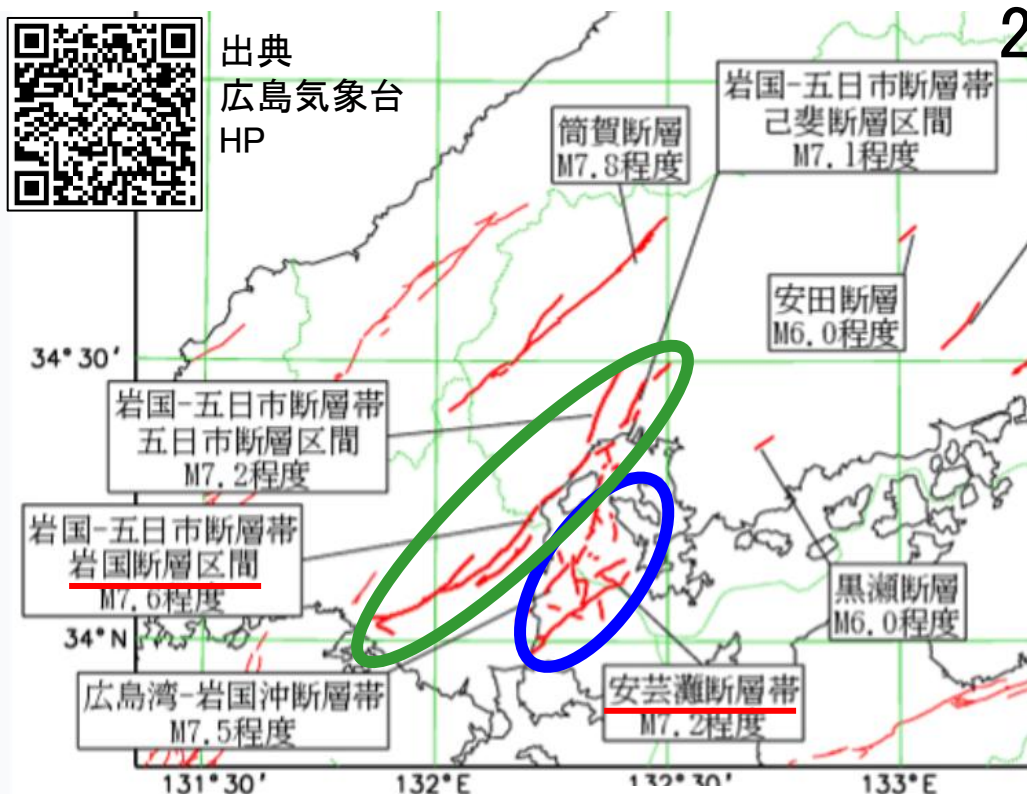 出典
広島気象台
HP
2
岩国-五日市断層帯
己斐断層区間
M7.1程度
筒賀断層
M7.8程度
安田断層
M6.0程度
34°30′
岩国-五日市断層帯
五日市断層区間
M7.2程度
岩国-五日市断層帯
岩国断層区間
M7.6程度
黒瀬断層
M6.0程度
34°N
広島湾-岩国沖断層帯
M7.5程度
安芸灘断層帯
M7.2程度
131°30′
132°E
132°30′
133°E